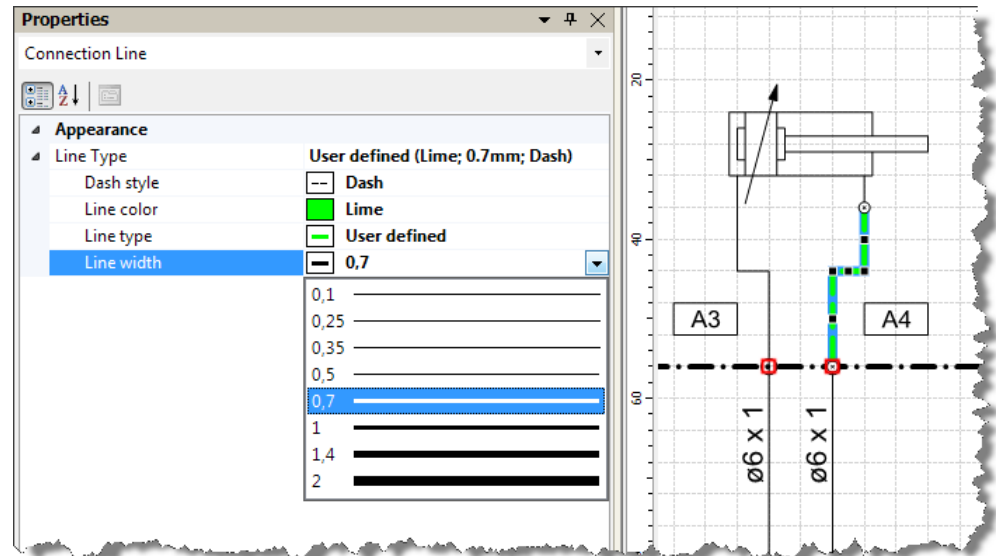 Properties
Connection Line
A Z
Appearance
Line Type User defined (Lime; 0.7mm; Dash)
Dash style Dash
Line color Lime
Line type User defined
Line width 0,7
0,1
0,25
0,35
0,5
0,7
1
1,4
2
20
40
60
A3
A4
ø6 x 1
ø6 x 1